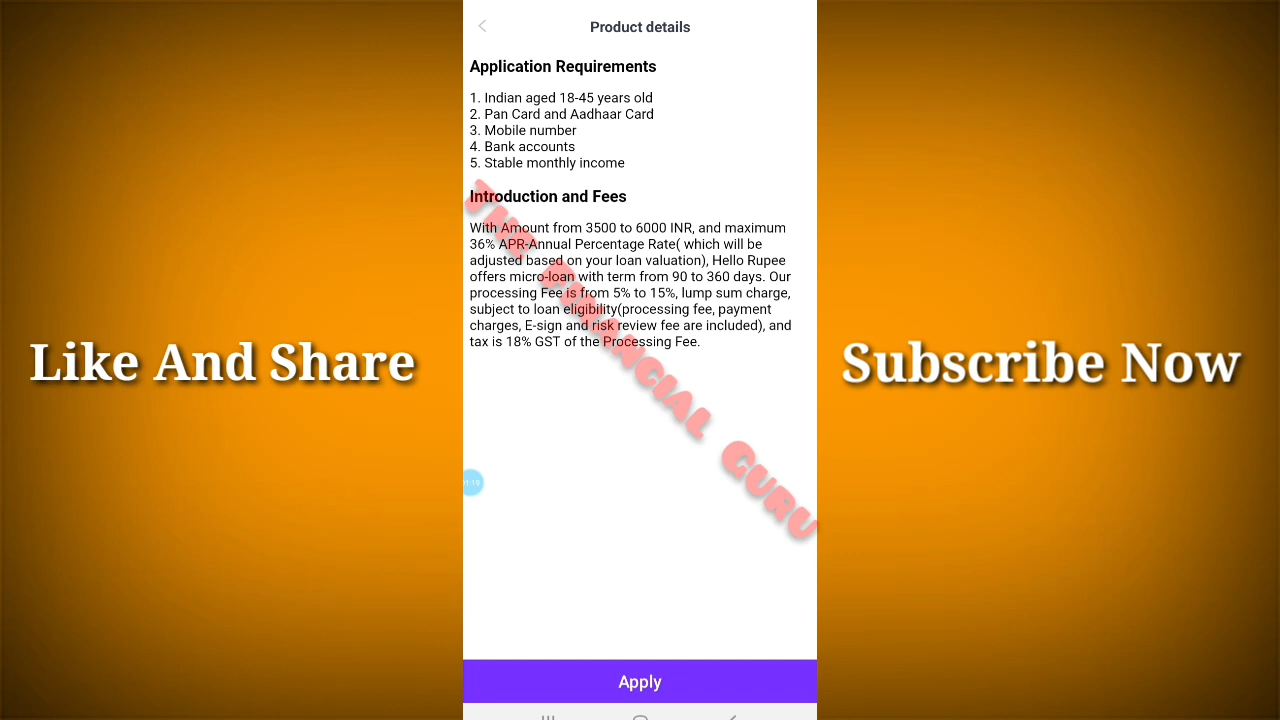 Product details
Application Requirements
1. Indian aged 18-45 years old
2. Pan Card and Aadhaar Card
3. Mobile number
4. Bank accounts
5. Stable monthly income
Introduction and Fees
With Amount from 3500 to 6000 INR, and maximum
36% APR-Annual Percentage Rate( which will be
adjusted based on your loan valuation), Hello Rupee
offers micro-loan with term from 90 to 360 days. Our
processing Fee is from 5% to 15%, lump sum charge,
subject to loan eligibility(processing fee, payment
charges, E-sign and risk review fee are included), and
tax is 18% GST of the Processing Fee.
THE FINANCIAL GURU
Like And Share
Subscribe Now
01:19
Apply